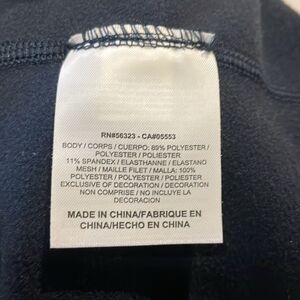 RN#56323 - CA#05553
BODY / CORPS / CUERPO: 89% POLYESTER /
POLYESTER / POLIESTER
11% SPANDEX / ELASTHANNE / ELASTANO
MESH / MAILLE FILET / MALLA: 100%
POLYESTER / POLYESTER / POLIESTER
EXCLUSIVE OF DECORATION / DECORATION
NON COMPRISE / NO INCLUYE LA
DECORACION
MADE IN CHINA/FABRIQUE EN
CHINA/HECHO EN CHINA